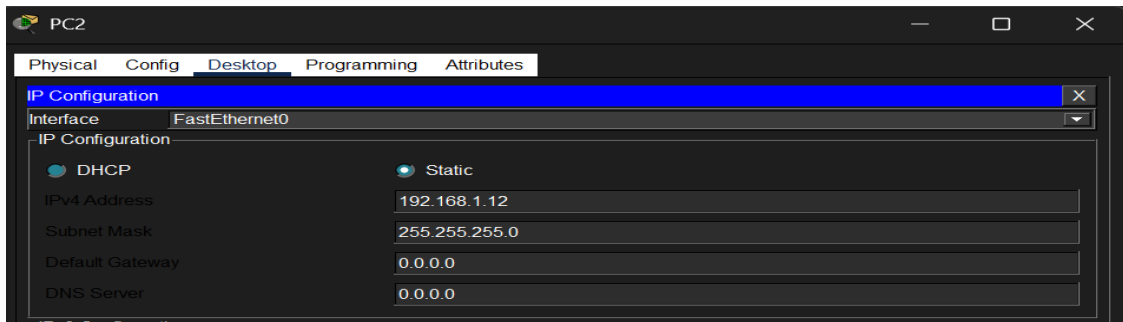 PC2
Physical Config Desktop Programming Attributes
IP Configuration X
Interface FastEthernet0
IP Configuration
DHCP Static
IPv4 Address 192.168.1.12
Subnet Mask 255.255.255.0
Default Gateway 0.0.0.0
DNS Server 0.0.0.0